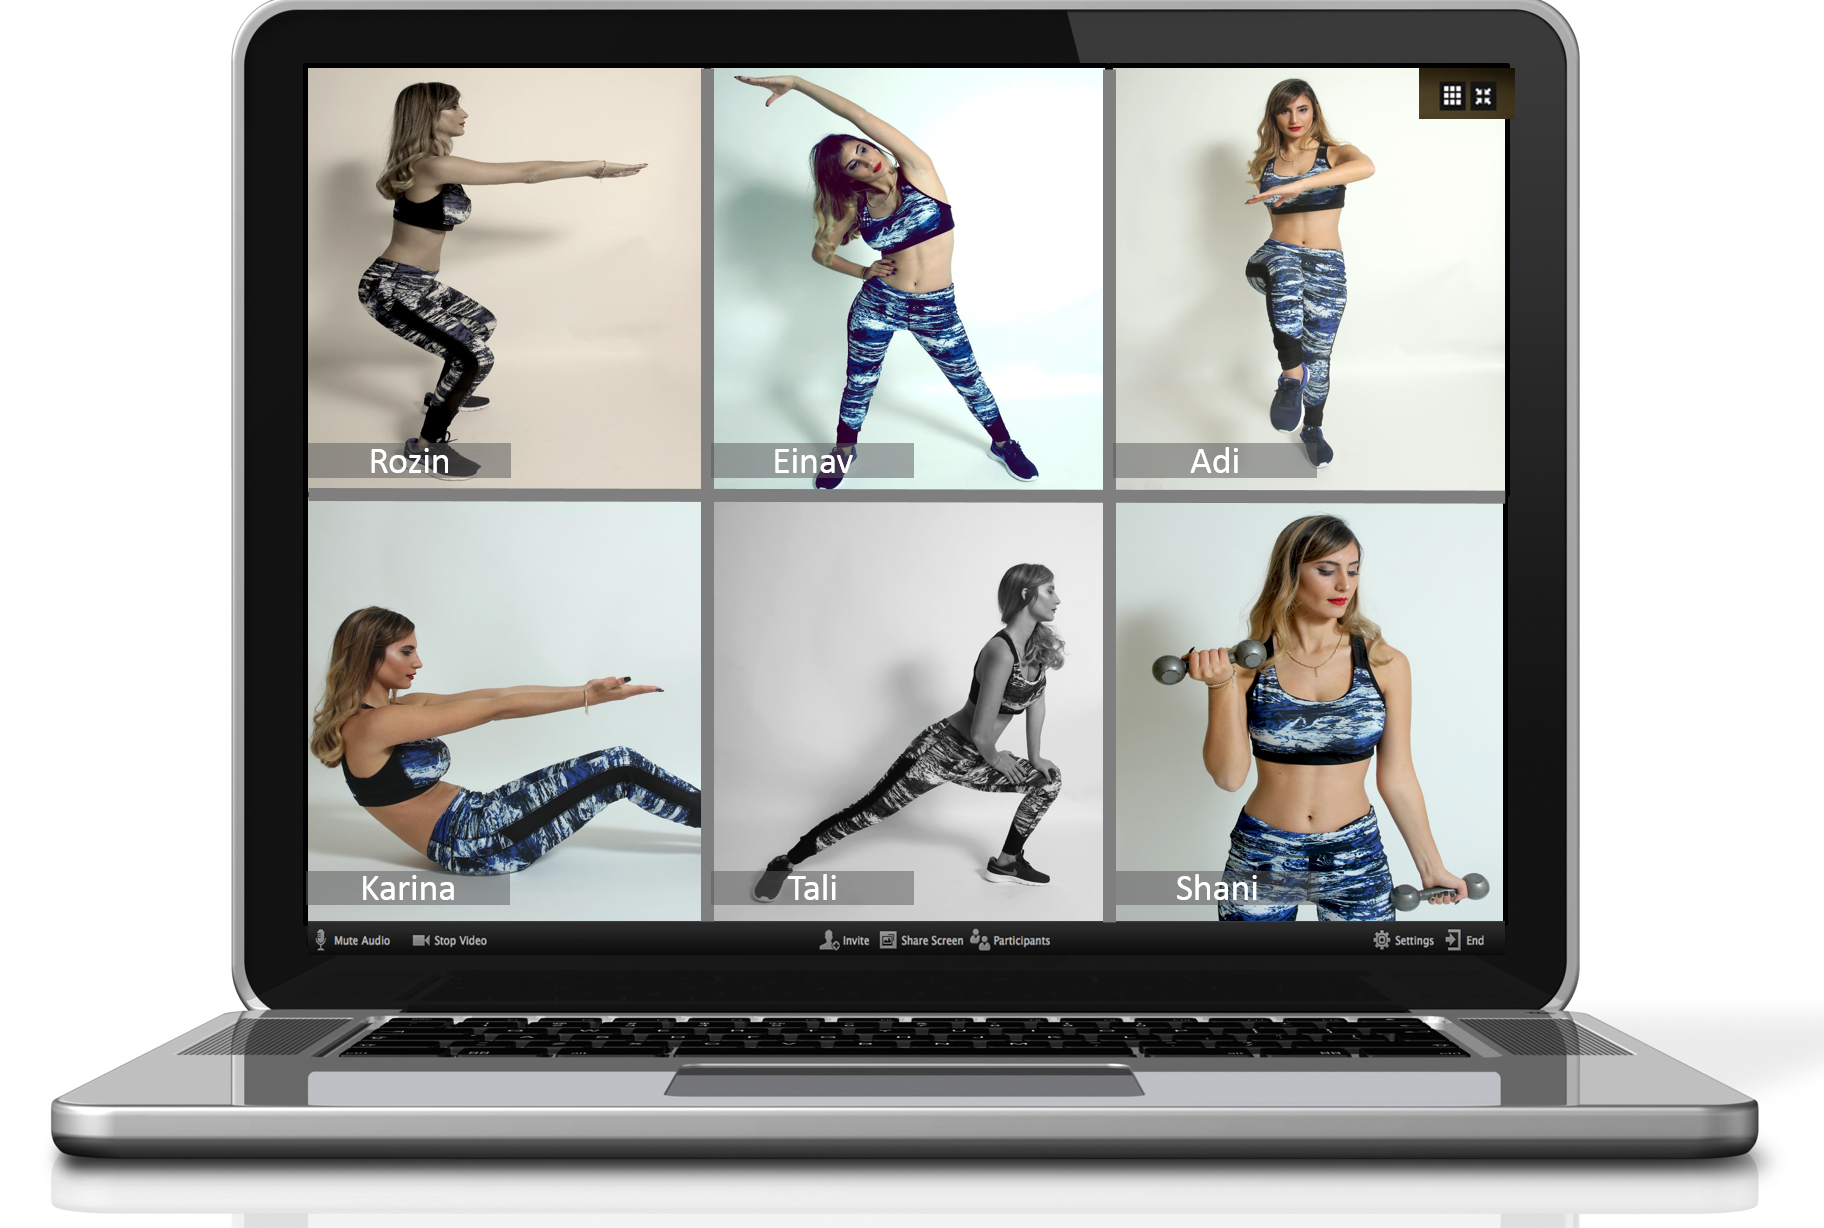 Rozin
Einav
Adi
Karina
Tali
Shani
Mute Audio
Stop Video
Invite
Share Screen
Participants
Settings
End